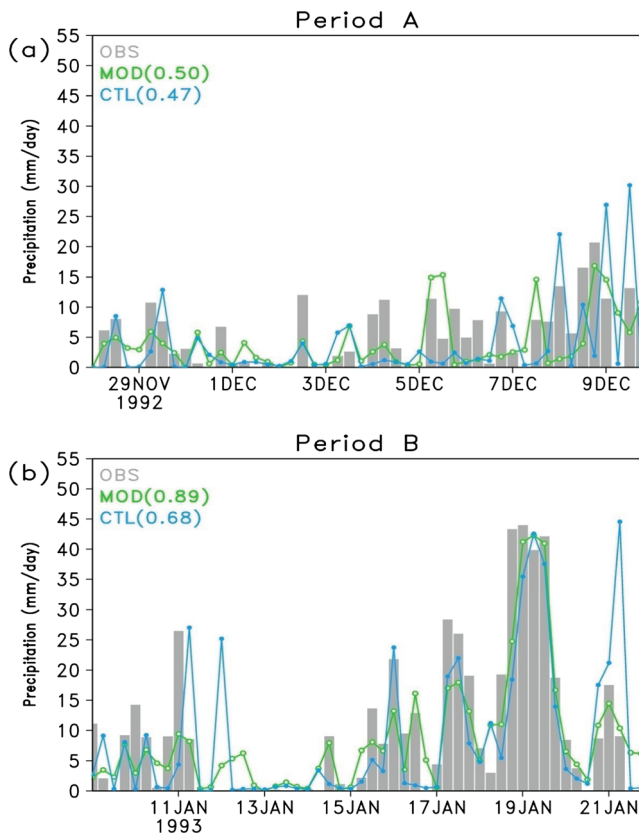 Period A
(a)
OBS
MOD(0.50)
CTL(0.47)
Precipitation (mm/day)
55
50
45
40
35
30
25
20
15
10
5
0
29NOV 1DEC 3DEC 5DEC 7DEC 9DEC
1992
Period B
(b)
OBS
MOD(0.89)
CTL(0.68)
Precipitation (mm/day)
55
50
45
40
35
30
25
20
15
10
5
0
11JAN 13JAN 15JAN 17JAN 19JAN 21JAN
1993